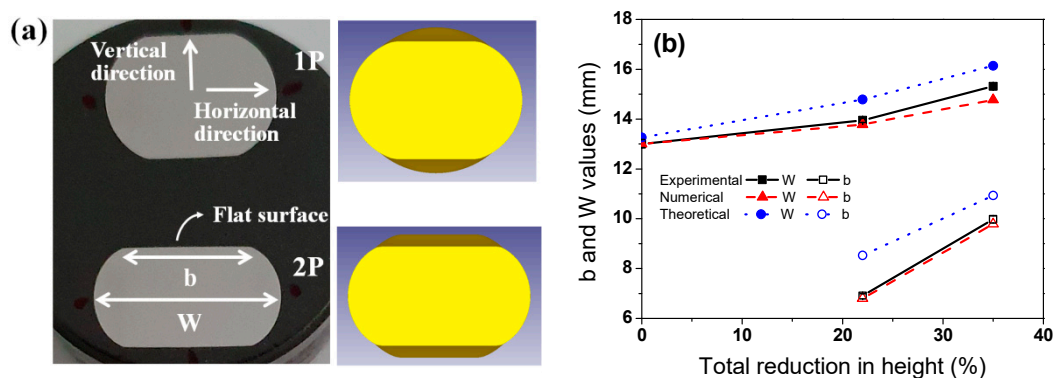 (a)
Vertical
direction
1P
Horizontal
direction
Flat surface
b
2P
W
(b)
b and W values (mm)
16
14
12
10
8
6
Experimental W b
Numerical W b
Theoretical W b
0 10 20 30 40
Total reduction in height (%)